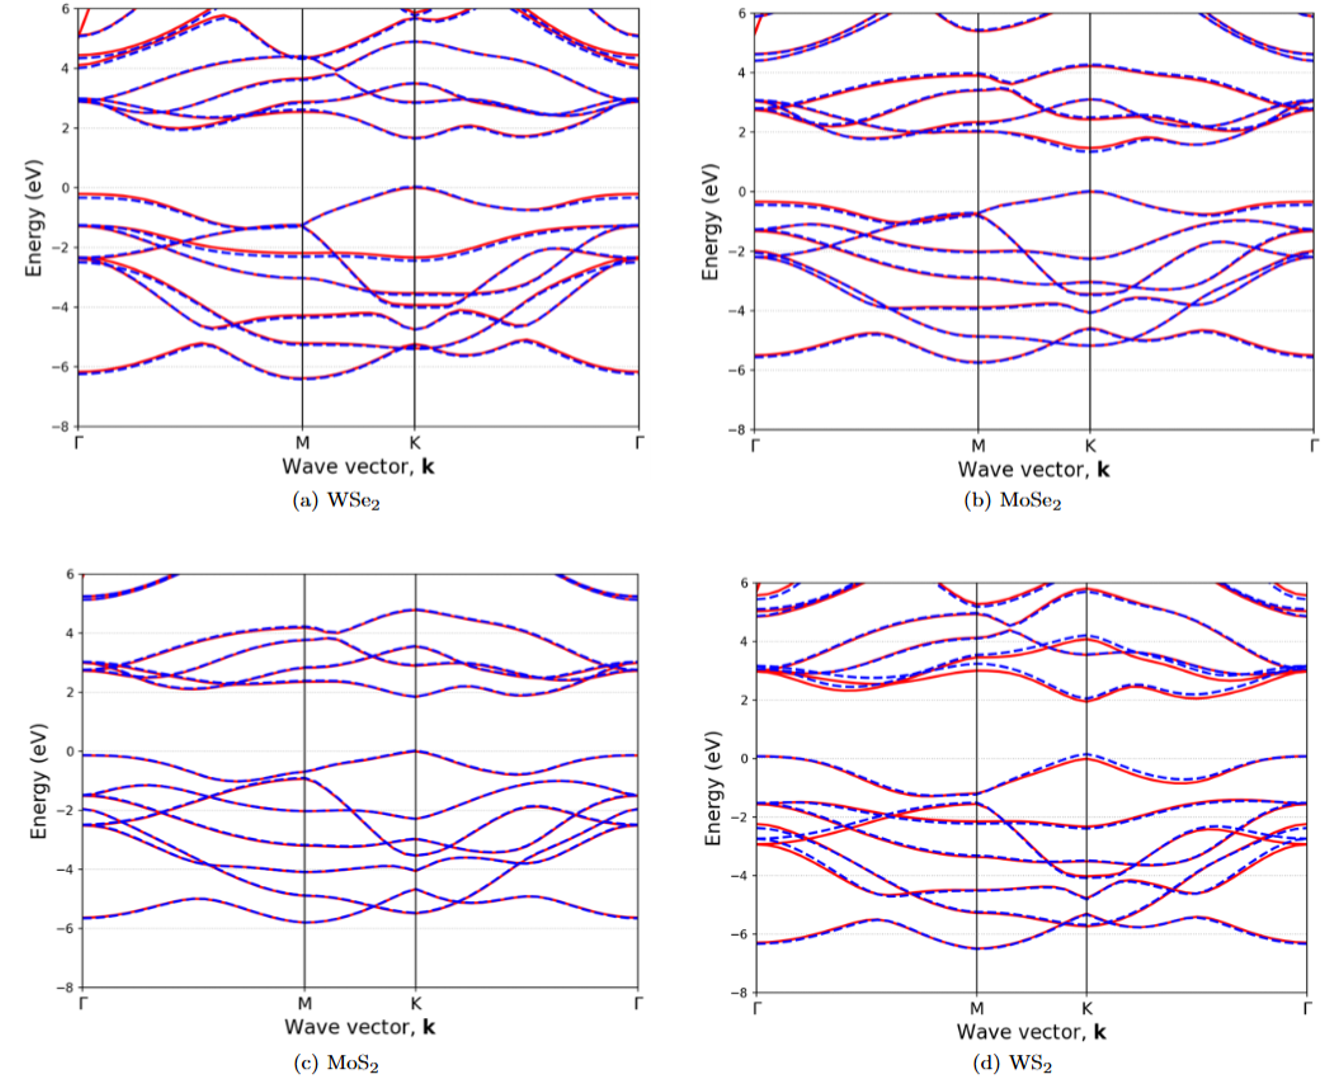 6
4
2
0
−2
−4
−6
−8
Energy (eV)
Γ
M
K
Γ
Wave vector, k
(a) WSe₂
6
4
2
0
−2
−4
−6
−8
Energy (eV)
Γ
M
K
Γ
Wave vector, k
(b) MoSe₂
6
4
2
0
−2
−4
−6
−8
Energy (eV)
Γ
M
K
Γ
Wave vector, k
(c) MoS₂
6
4
2
0
−2
−4
−6
−8
Energy (eV)
Γ
M
K
Γ
Wave vector, k
(d) WS₂